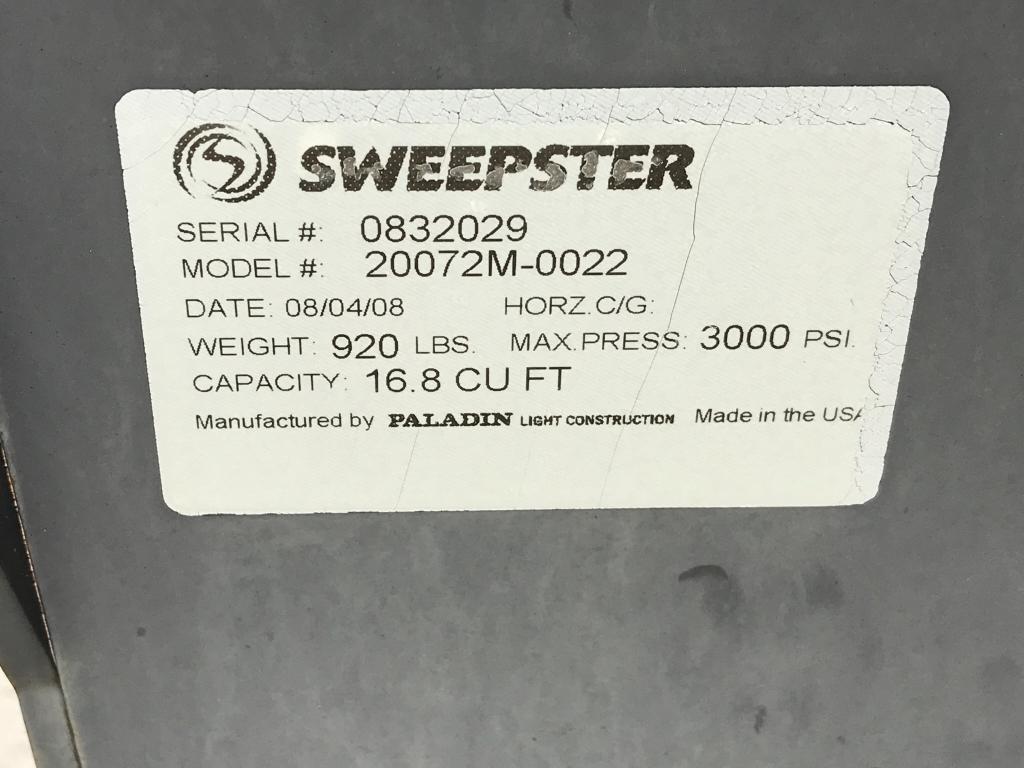 SWEEPSTER
SERIAL #: 0832029
MODEL #: 20072M-0022
DATE: 08/04/08 HORZ. C/G:
WEIGHT: 920 LBS. MAX. PRESS: 3000 PSI.
CAPACITY: 16.8 CU FT
Manufactured by PALADIN LIGHT CONSTRUCTION Made in the USA